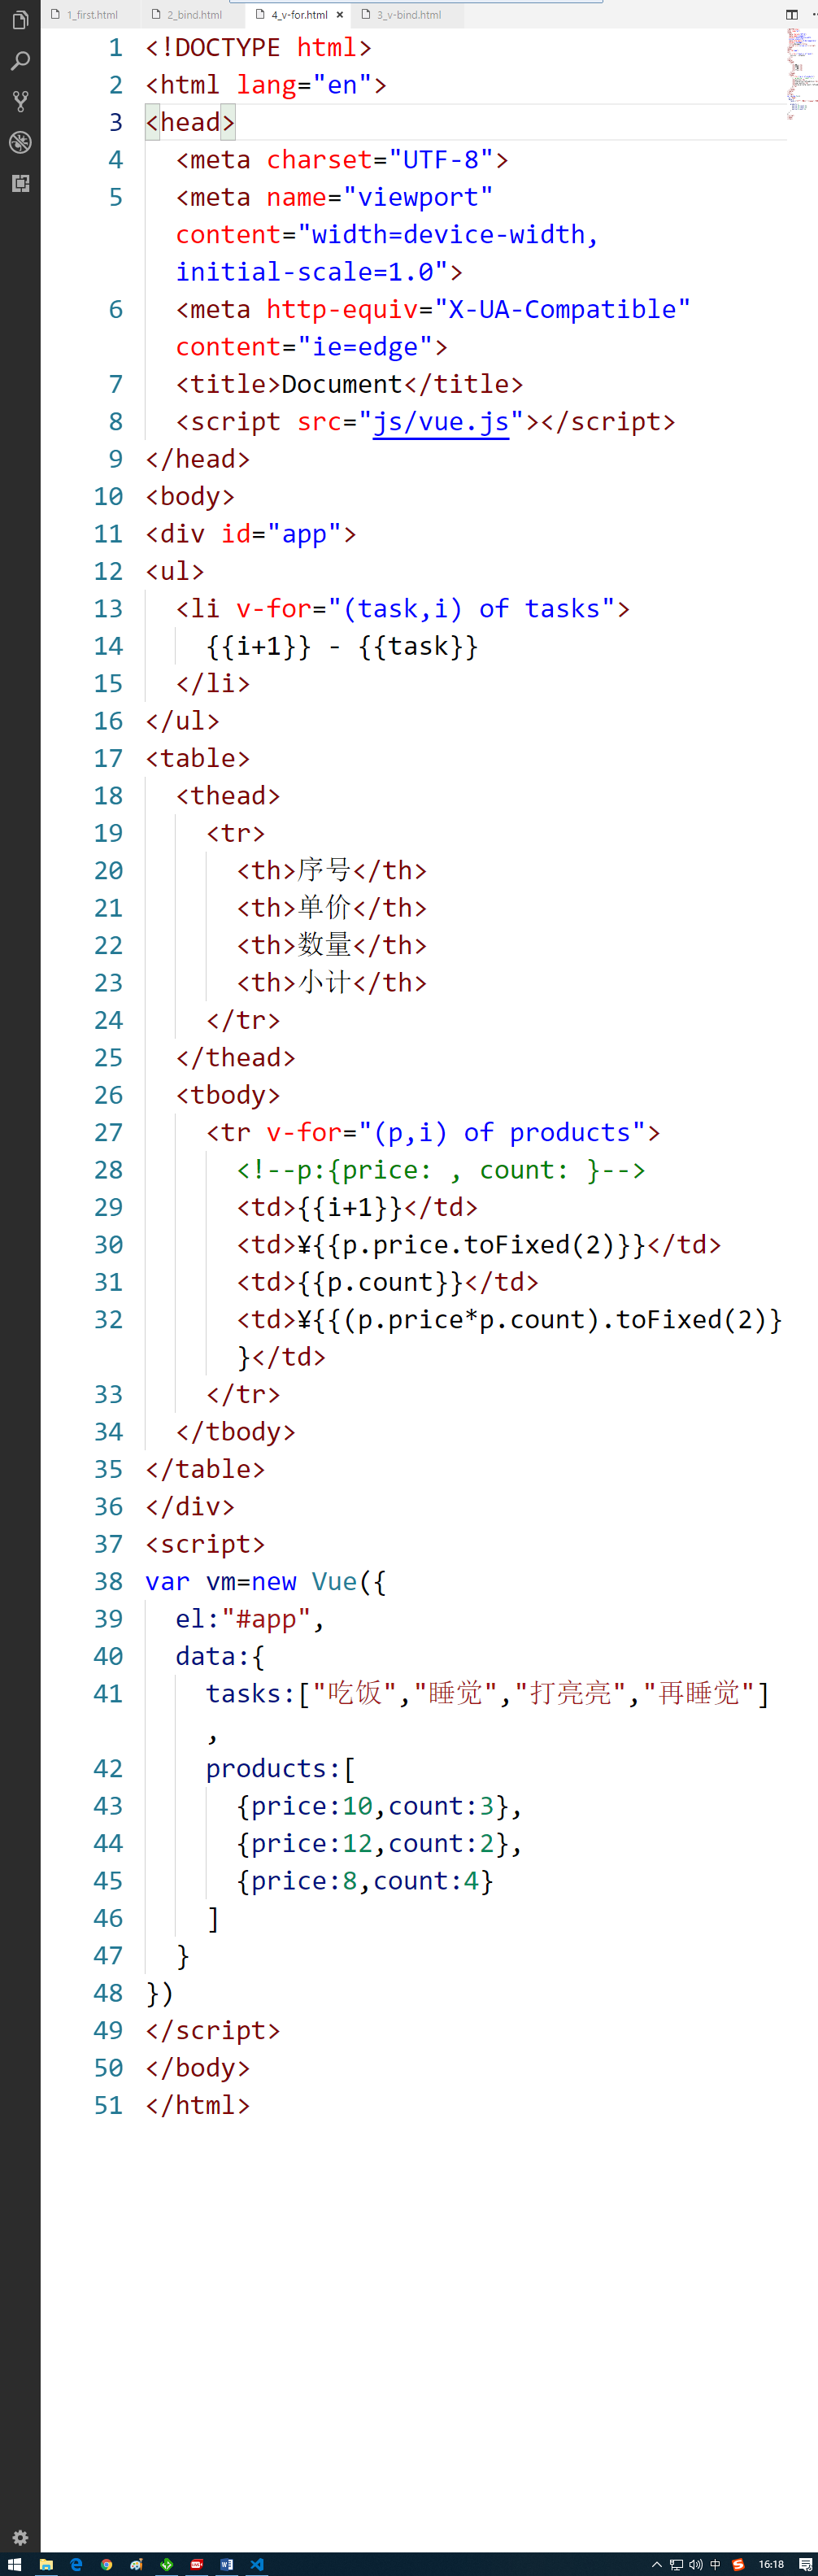 1_first.html 2_bind.html 4_v-for.html 3_v-bind.html
1 <!DOCTYPE html>
2 <html lang="en">
3 <head>
4 <meta charset="UTF-8">
5 <meta name="viewport"
content="width=device-width,
initial-scale=1.0">
6 <meta http-equiv="X-UA-Compatible"
content="ie=edge">
7 <title>Document</title>
8 <script src="js/vue.js"></script>
9 </head>
10 <body>
11 <div id="app">
12 <ul>
13 <li v-for="(task,i) of tasks">
14 {{i+1}} - {{task}}
15 </li>
16 </ul>
17 <table>
18 <thead>
19 <tr>
20 <th>序号</th>
21 <th>单价</th>
22 <th>数量</th>
23 <th>小计</th>
24 </tr>
25 </thead>
26 <tbody>
27 <tr v-for="(p,i) of products">
28 <!--p:{price: , count: }-->
29 <td>{{i+1}}</td>
30 <td>¥{{p.price.toFixed(2)}}</td>
31 <td>{{p.count}}</td>
32 <td>¥{{(p.price*p.count).toFixed(2)}
}</td>
33 </tr>
34 </tbody>
35 </table>
36 </div>
37 <script>
38 var vm=new Vue({
39 el:"#app",
40 data:{
41 tasks:["吃饭","睡觉","打亮亮","再睡觉"]
,
42 products:[
43 {price:10,count:3},
44 {price:12,count:2},
45 {price:8,count:4}
46 ]
47 }
48 })
49 </script>
50 </body>
51 </html>
中 16:18